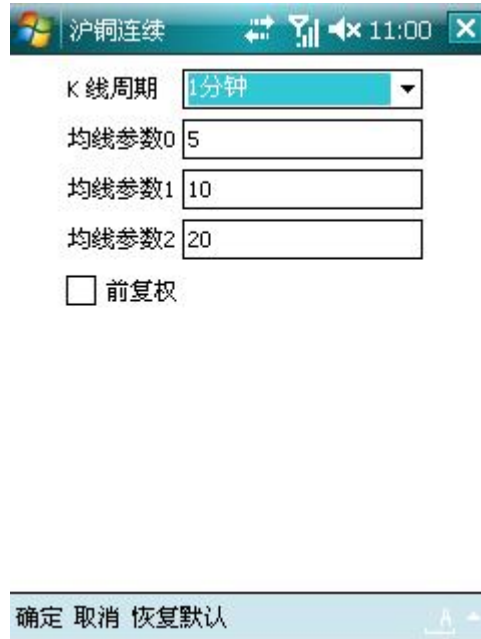 沪铜连续 11:00
K 线周期 1分钟
均线参数0 5
均线参数1 10
均线参数2 20
前复权
确定 取消 恢复默认 A